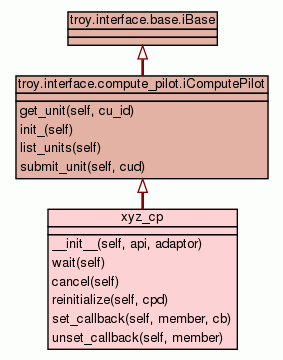 troy.interface.base.iBase
troy.interface.compute_pilot.iComputePilot
get_unit(self, cu_id)
init_(self)
list_units(self)
submit_unit(self, cud)
xyz_cp
__init__(self, api, adaptor)
wait(self)
cancel(self)
reinitialize(self, cpd)
set_callback(self, member, cb)
unset_callback(self, member)